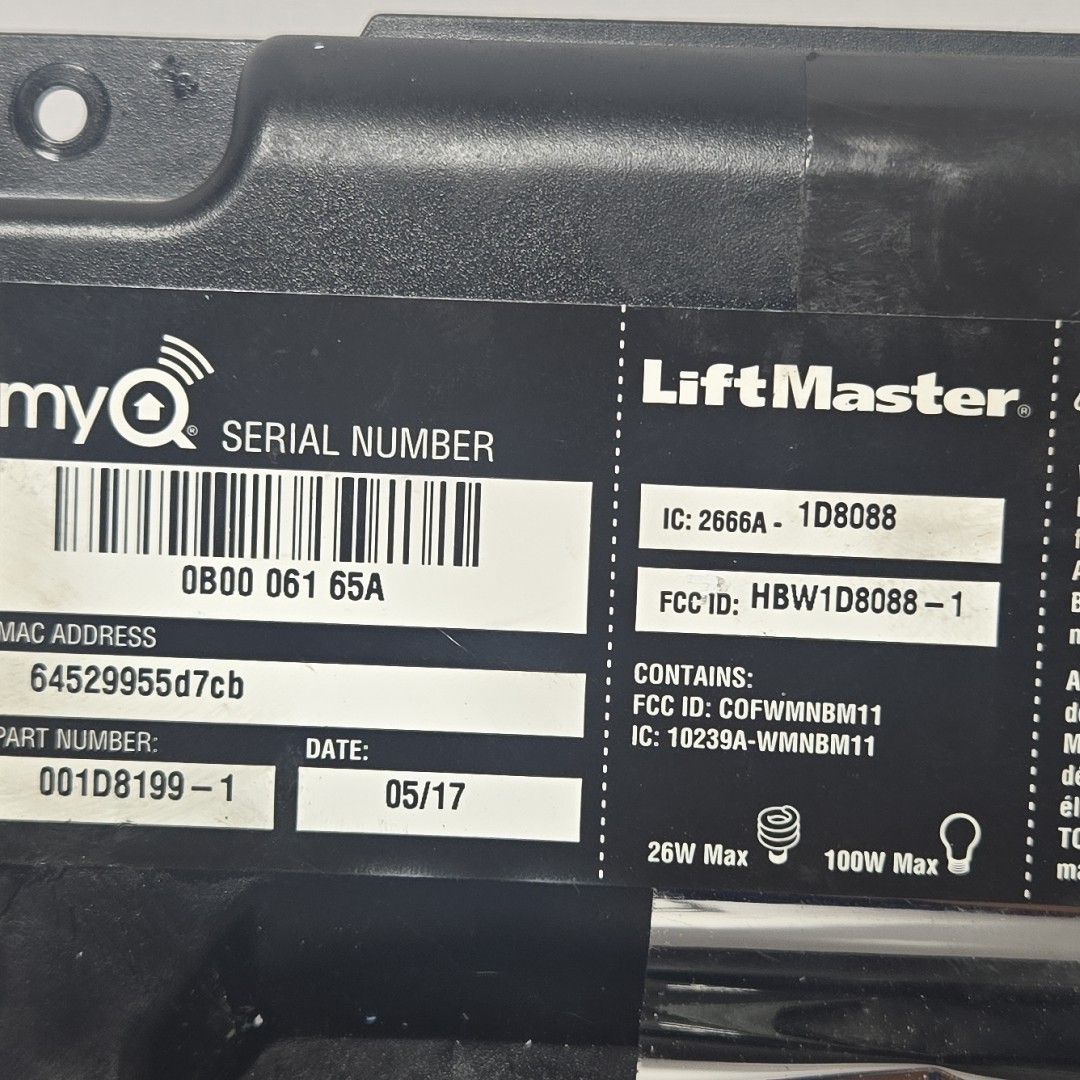 myQ® SERIAL NUMBER
0B00 061 65A
MAC ADDRESS
64529955d7cb
PART NUMBER:
001D8199-1
DATE:
05/17
LiftMaster®
IC: 2666A - 1D8088
FCC ID: HBW1D8088-1
CONTAINS:
FCC ID: COFWMNBM11
IC: 10239A-WMNBM11
26W Max
100W Max